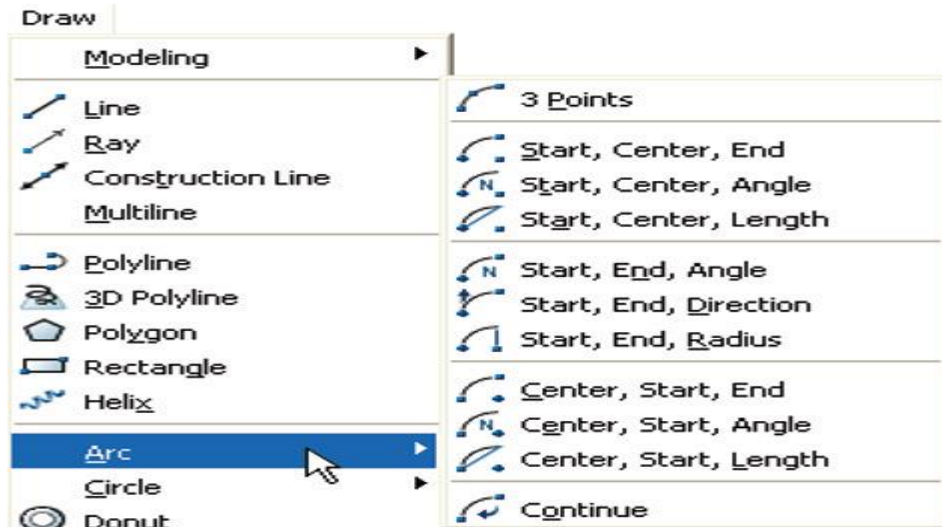 Draw
Modeling
Line
Ray
Construction Line
Multiline
Polyline
3D Polyline
Polygon
Rectangle
Helix
Arc
Circle
Donut
3 Points
Start, Center, End
Start, Center, Angle
Start, Center, Length
Start, End, Angle
Start, End, Direction
Start, End, Radius
Center, Start, End
Center, Start, Angle
Center, Start, Length
Continue